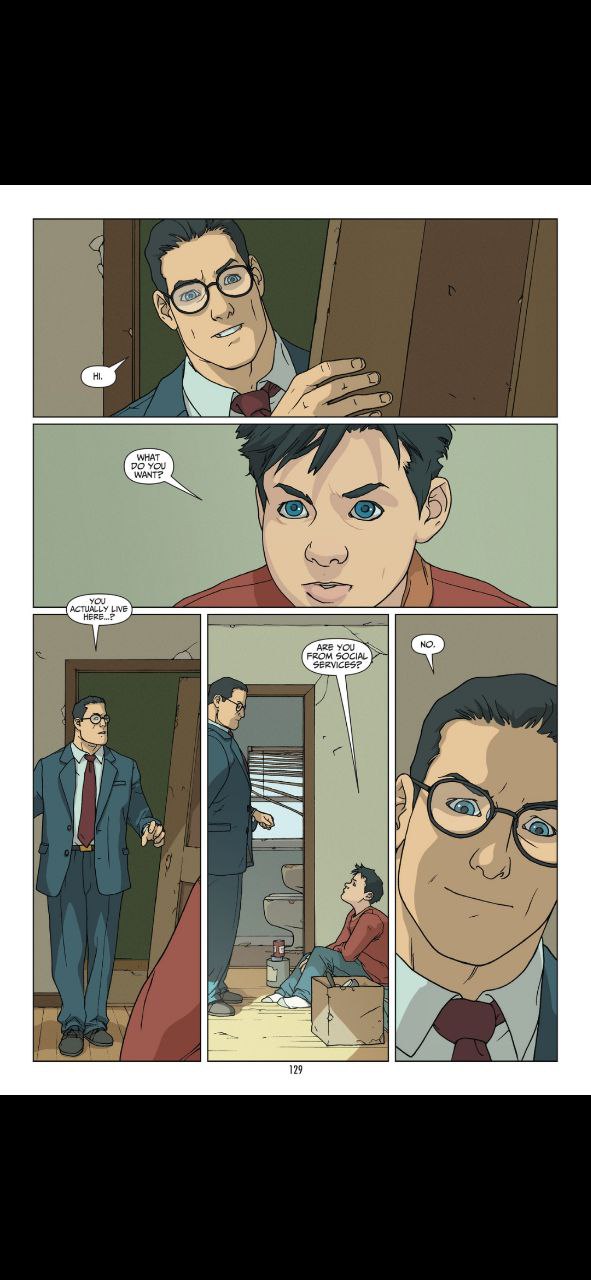 HI.
WHAT
DO YOU
WANT?
YOU
ACTUALLY LIVE
HERE...?
ARE YOU
FROM SOCIAL
SERVICES?
NO.
129